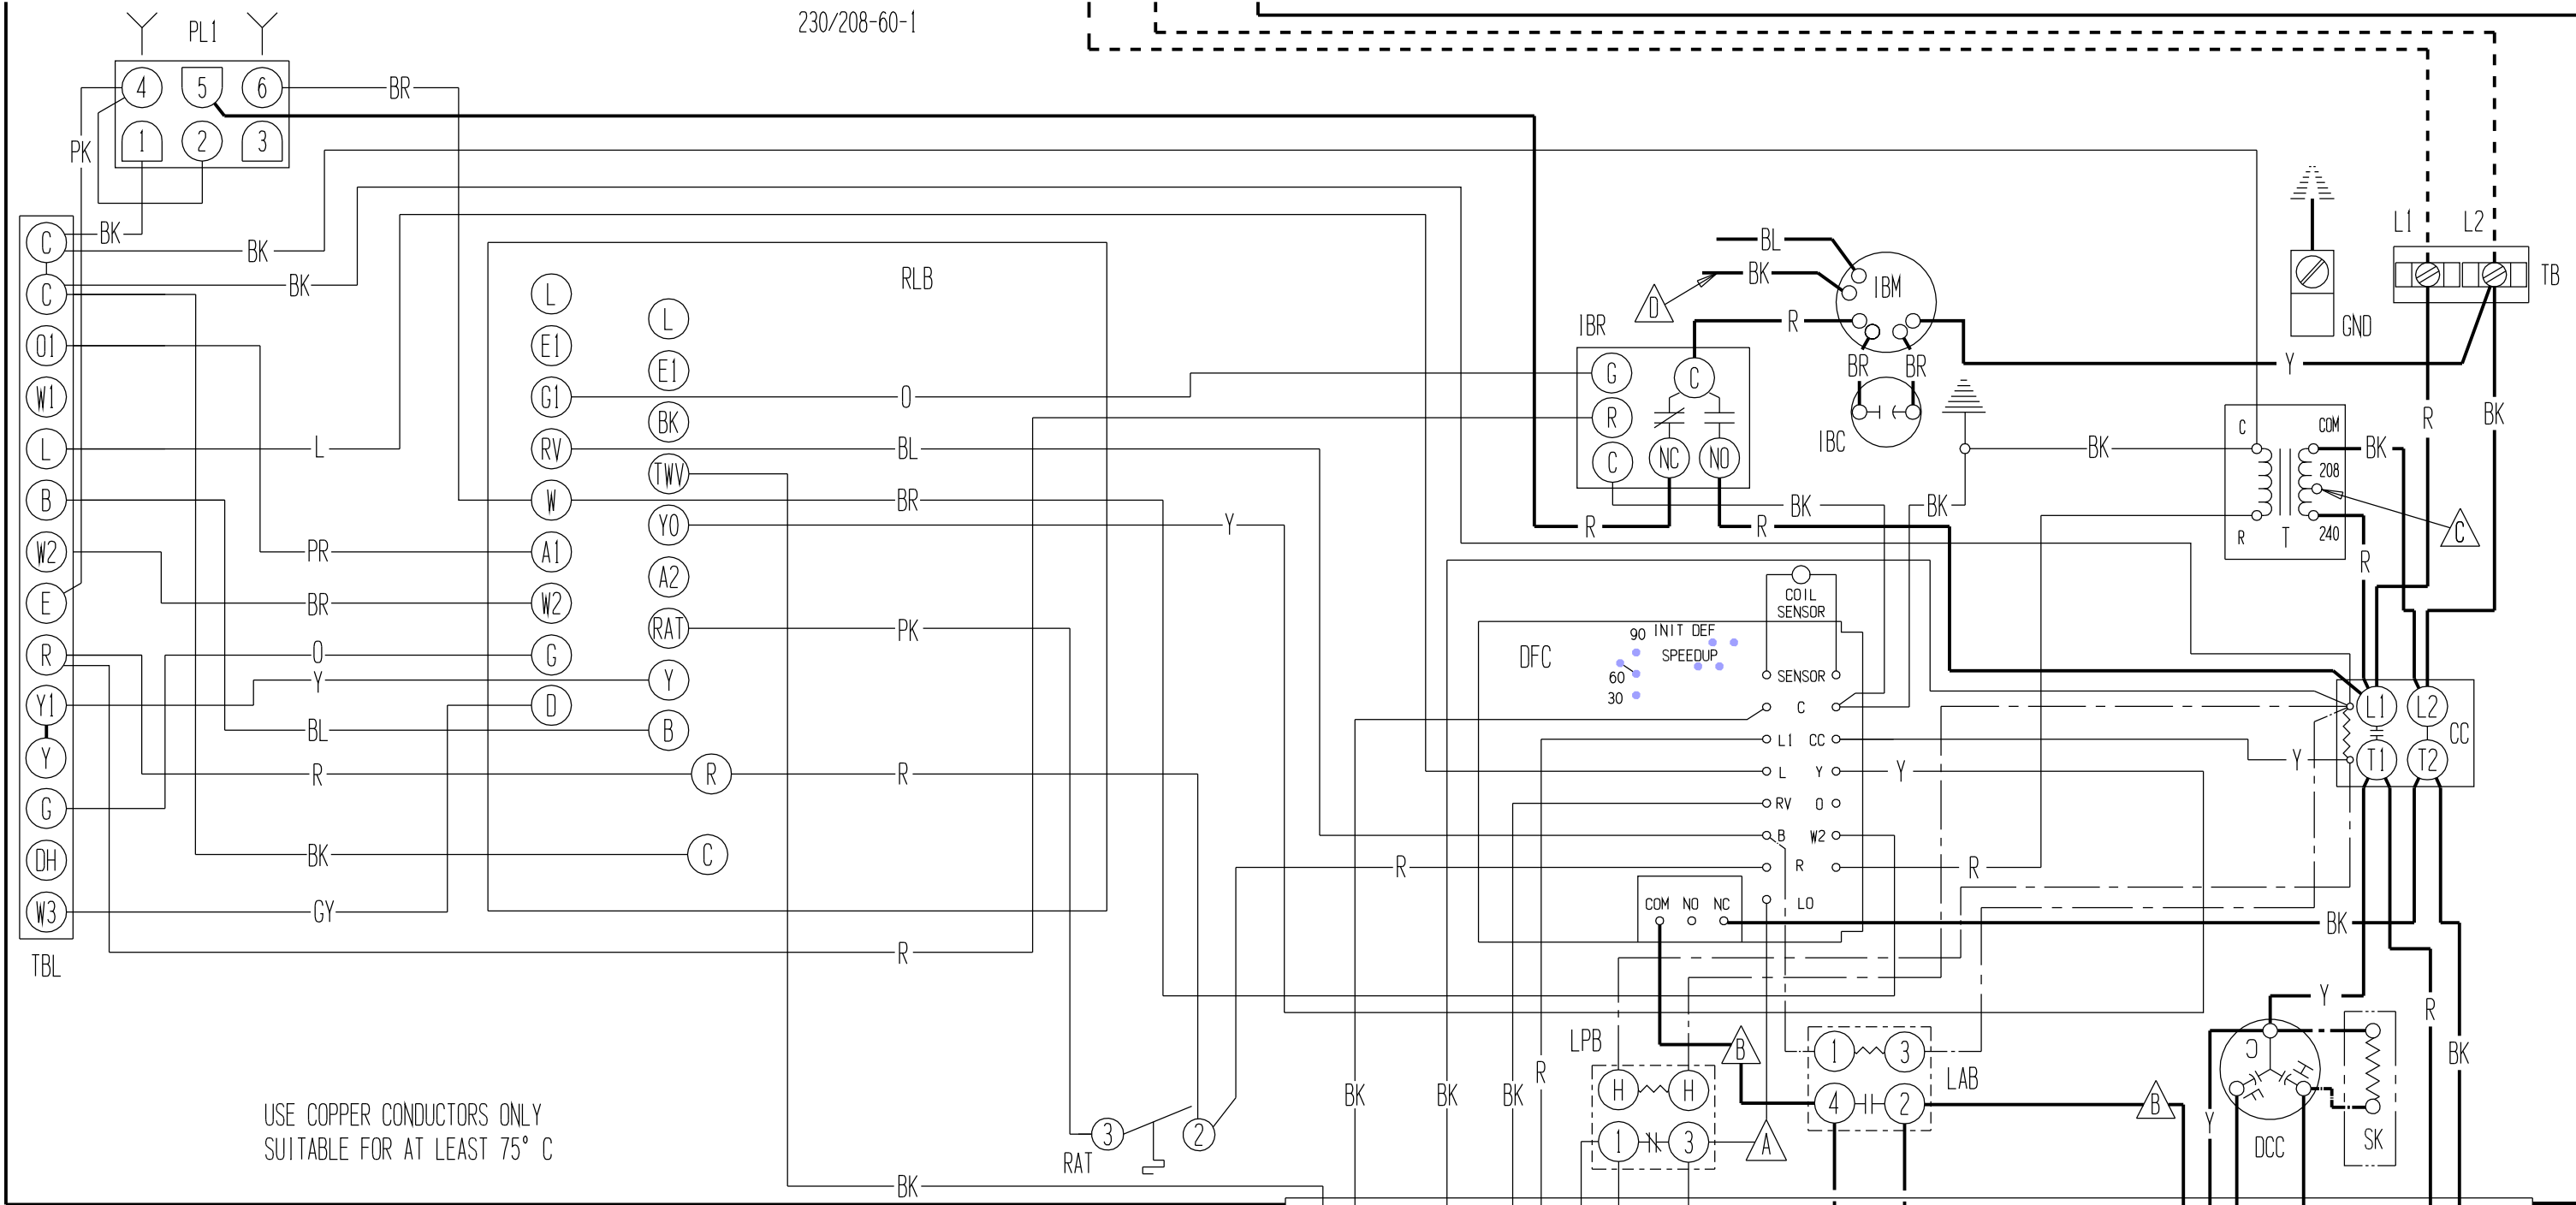 230/208-60-1
PL1
4 5 6 BR
1 2 3
PK
L1 L2
TB
GND
C BK
BK
C BK
O1
W1
L L
B
W2 PR
E BR
R O
Y1 Y
Y BL
G R
DH BK
W3 GY
R
TBL
RLB
L
E1
G1 O
RV BL
W BR
A1
W2
G
D
L
E1
BK
TWV
Y0 Y
A2
RAT PK
Y
B
R R
C
BL
BK
D
IBM
IBR
R
G C
R
C NC NO
BR BR
IBC
Y
R BK
BK
BK BK
R R
C COM BK
208
240
R T
C
R
COIL
SENSOR
DFC
90 INIT DEF
SPEEDUP
60
30
SENSOR
C
L1 CC
L Y Y
RV O
B W2
R R
R
LO
COM NO NC
BK
L1 L2
T1 T2
CC
Y
Y
R
BK
LPB
H H
1 3
B
A
1 3
4 2
LAB
B
Y
C
F H
DCC
SK
BK BK BK R
RAT
3 2
BK
USE COPPER CONDUCTORS ONLY
SUITABLE FOR AT LEAST 75° C